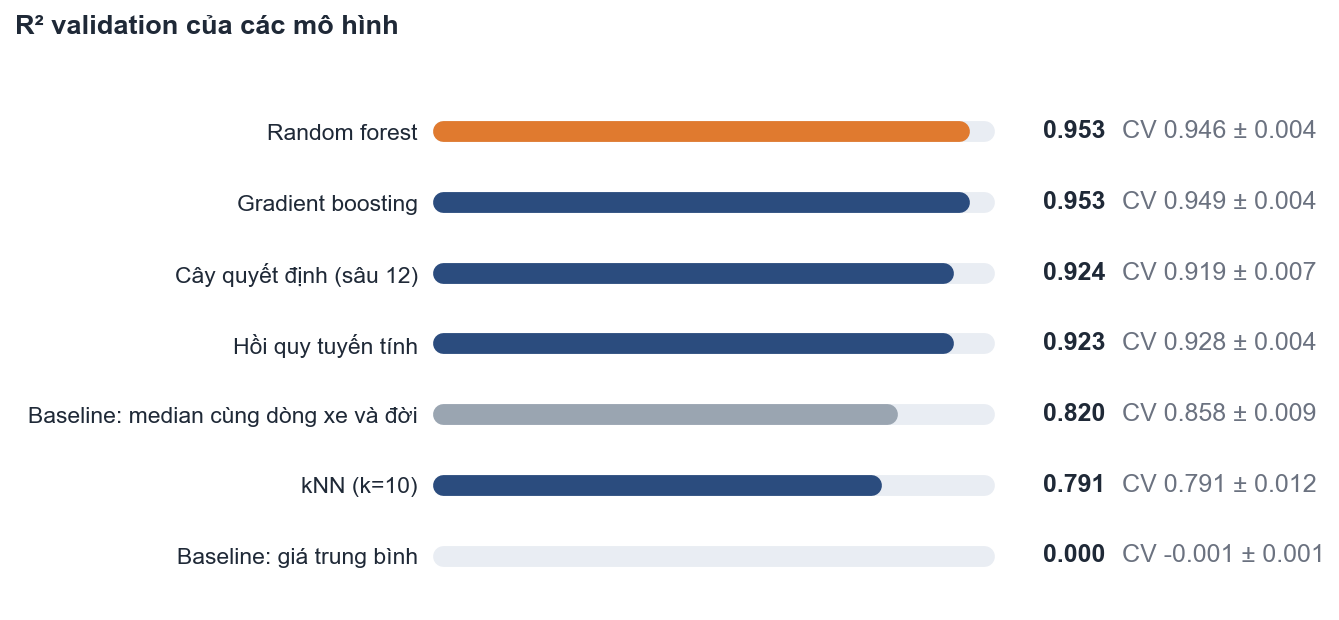 R² validation của các mô hình
Random forest 0.953 CV 0.946 ± 0.004
Gradient boosting 0.953 CV 0.949 ± 0.004
Cây quyết định (sâu 12) 0.924 CV 0.919 ± 0.007
Hồi quy tuyến tính 0.923 CV 0.928 ± 0.004
Baseline: median cùng dòng xe và đời 0.820 CV 0.858 ± 0.009
kNN (k=10) 0.791 CV 0.791 ± 0.012
Baseline: giá trung bình 0.000 CV -0.001 ± 0.001